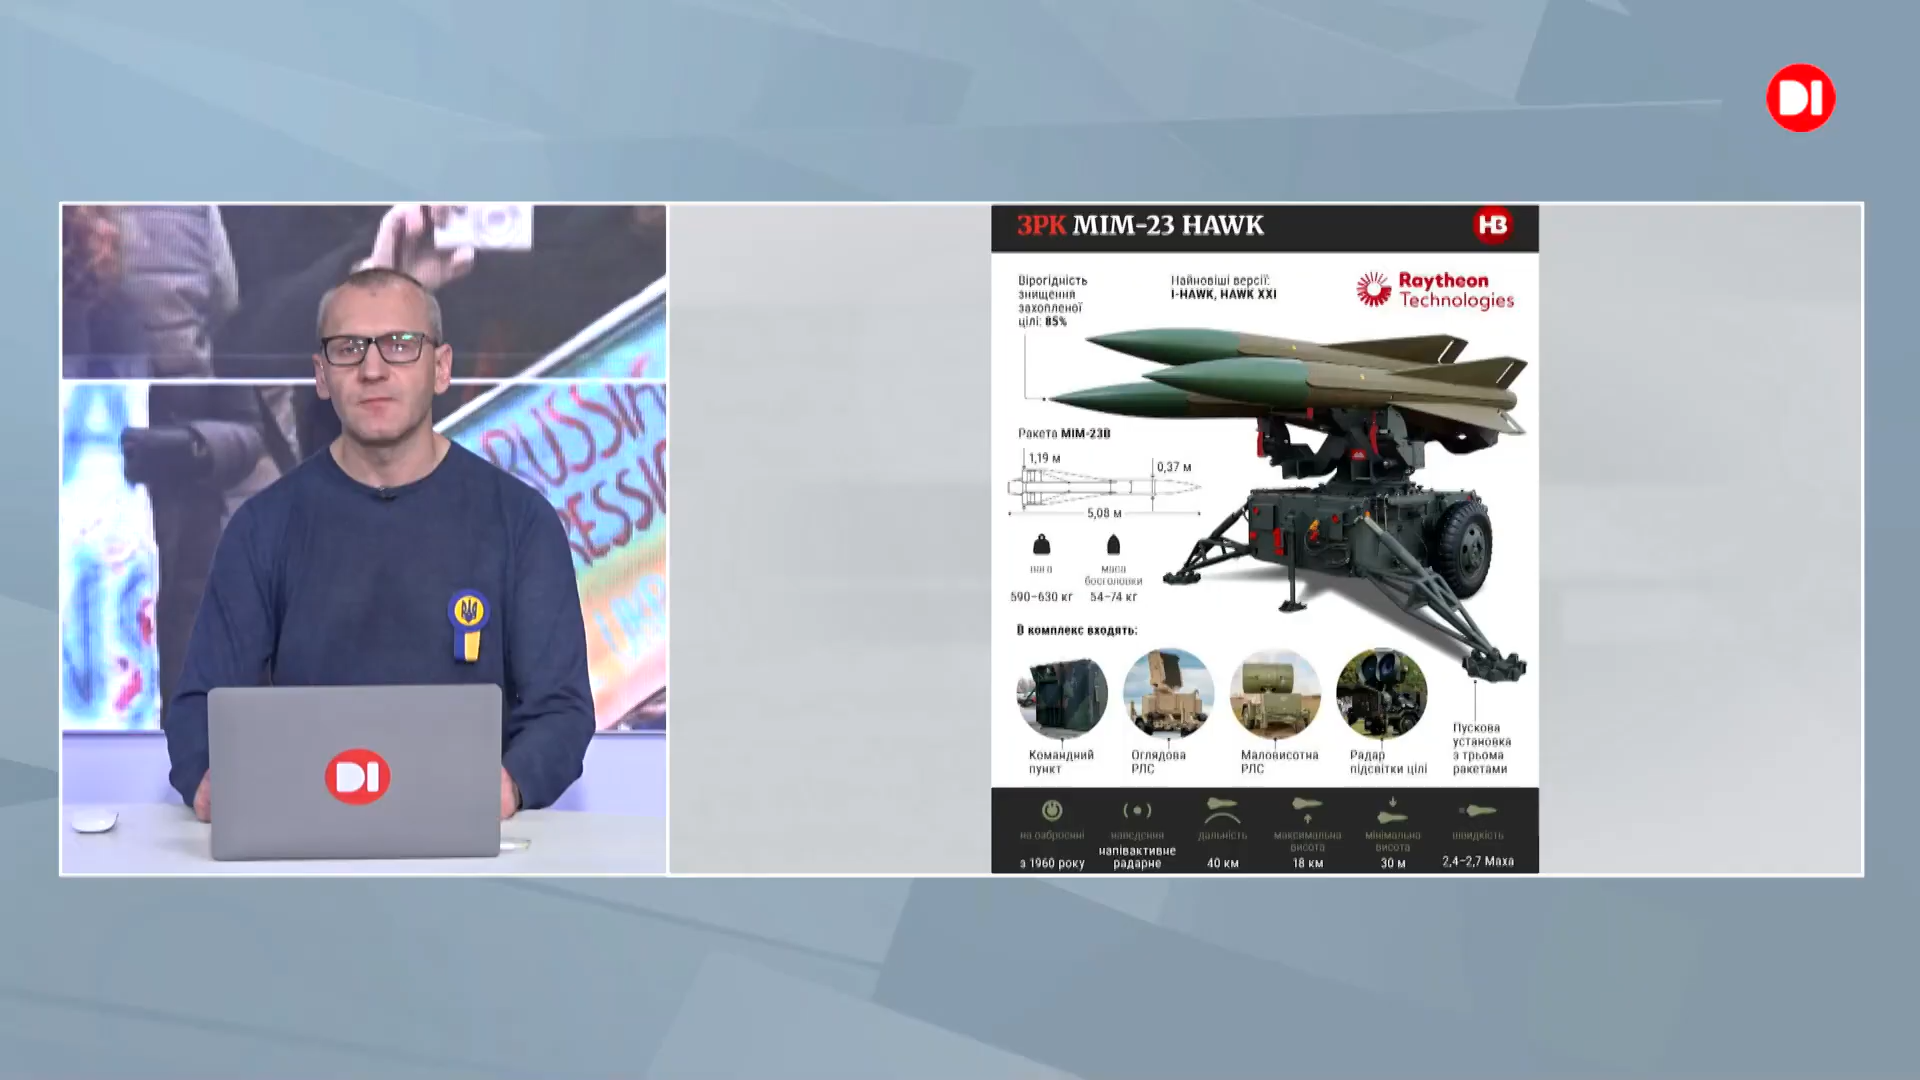 DI
RUSSIA
RESSIO
UKR
DI
ЗРК MIM-23 HAWK
НВ
Вірогідність
знищення
захопленої
цілі: 85%
Найновіші версії:
I-HAWK, HAWK XXI
Raytheon
Technologies
Ракета MIM-23B
1,19 м
0,37 м
5,08 м
вага
маса
боєголовки
590–630 кг
54–74 кг
В комплекс входять:
Командний
пункт
Оглядова
РЛС
Маловисотна
РЛС
Радар
підсвітки цілі
Пускова
установка
з трьома
ракетами
на озброєнні
з 1960 року
наведення
напівактивне
радарне
дальність
40 км
максимальна
висота
18 км
мінімальна
висота
30 м
швидкість
2,4–2,7 Маха